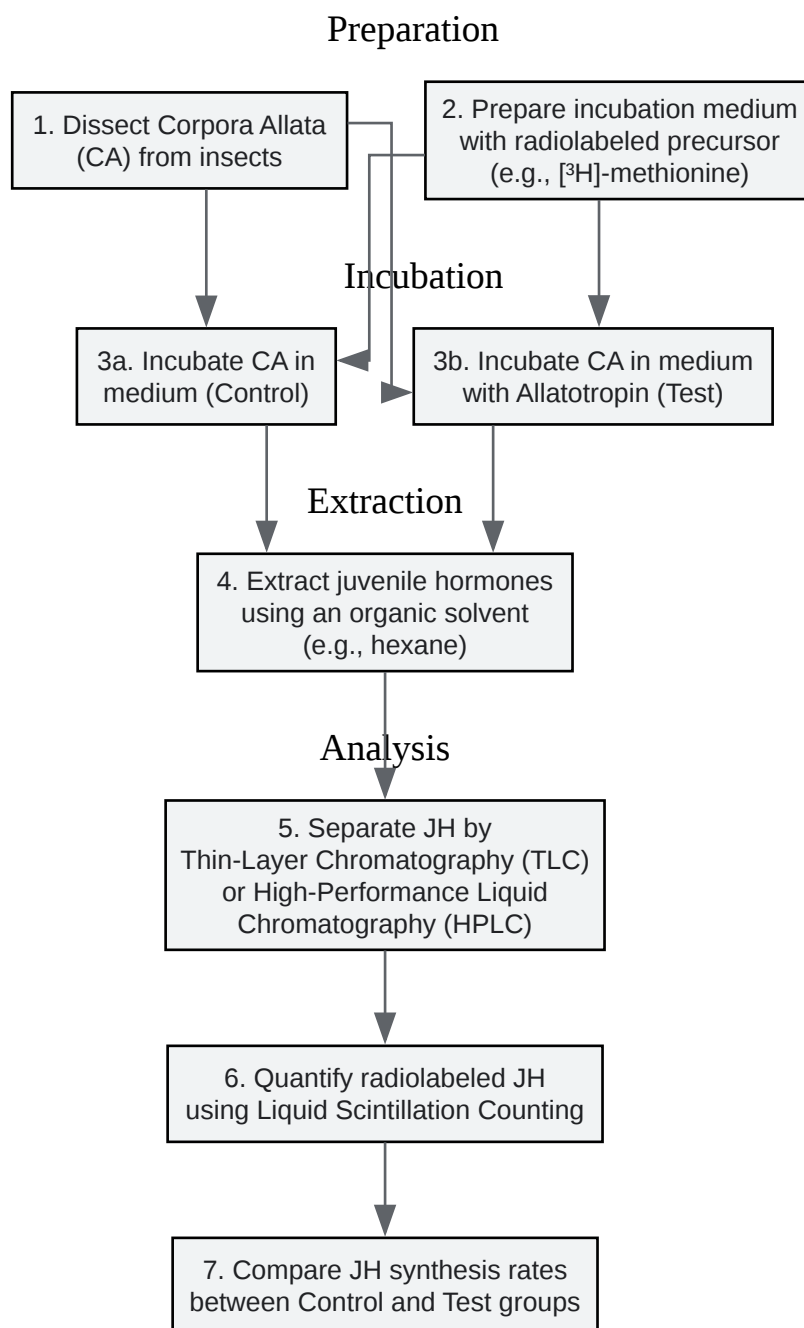 Preparation
1. Dissect Corpora Allata
(CA) from insects
2. Prepare incubation medium
with radiolabeled precursor
(e.g., [³H]-methionine)
Incubation
3a. Incubate CA in
medium (Control)
3b. Incubate CA in medium
with Allatotropin (Test)
Extraction
4. Extract juvenile hormones
using an organic solvent
(e.g., hexane)
Analysis
5. Separate JH by
Thin-Layer Chromatography (TLC)
or High-Performance Liquid
Chromatography (HPLC)
6. Quantify radiolabeled JH
using Liquid Scintillation Counting
7. Compare JH synthesis rates
between Control and Test groups